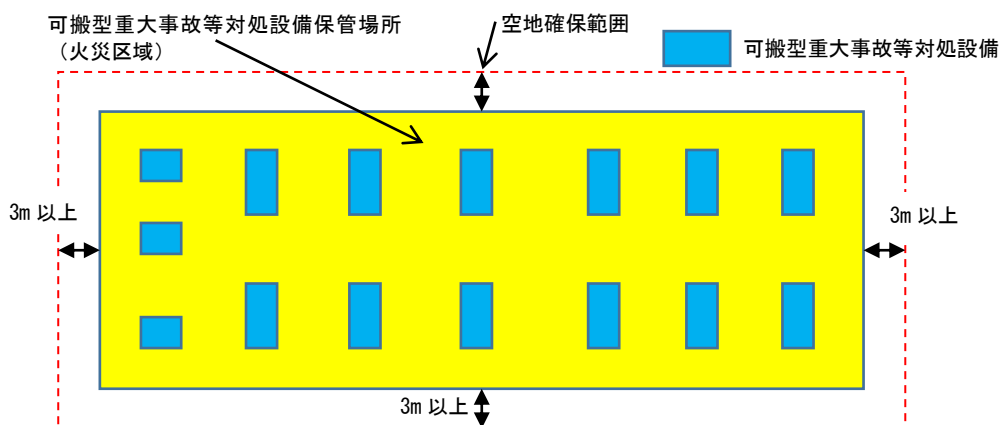 可搬型重大事故等対処設備保管場所
（火災区域）
空地確保範囲
可搬型重大事故等対処設備
3m 以上
3m 以上
3m 以上